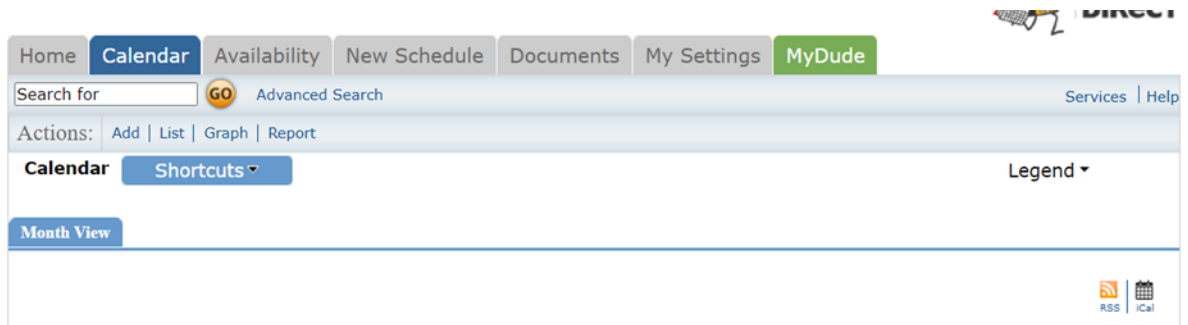 DIRECT
Home Calendar Availability New Schedule Documents My Settings MyDude
Search for GO Advanced Search Services | Help
Actions: Add | List | Graph | Report
Calendar Shortcuts Legend
Month View
RSS iCal